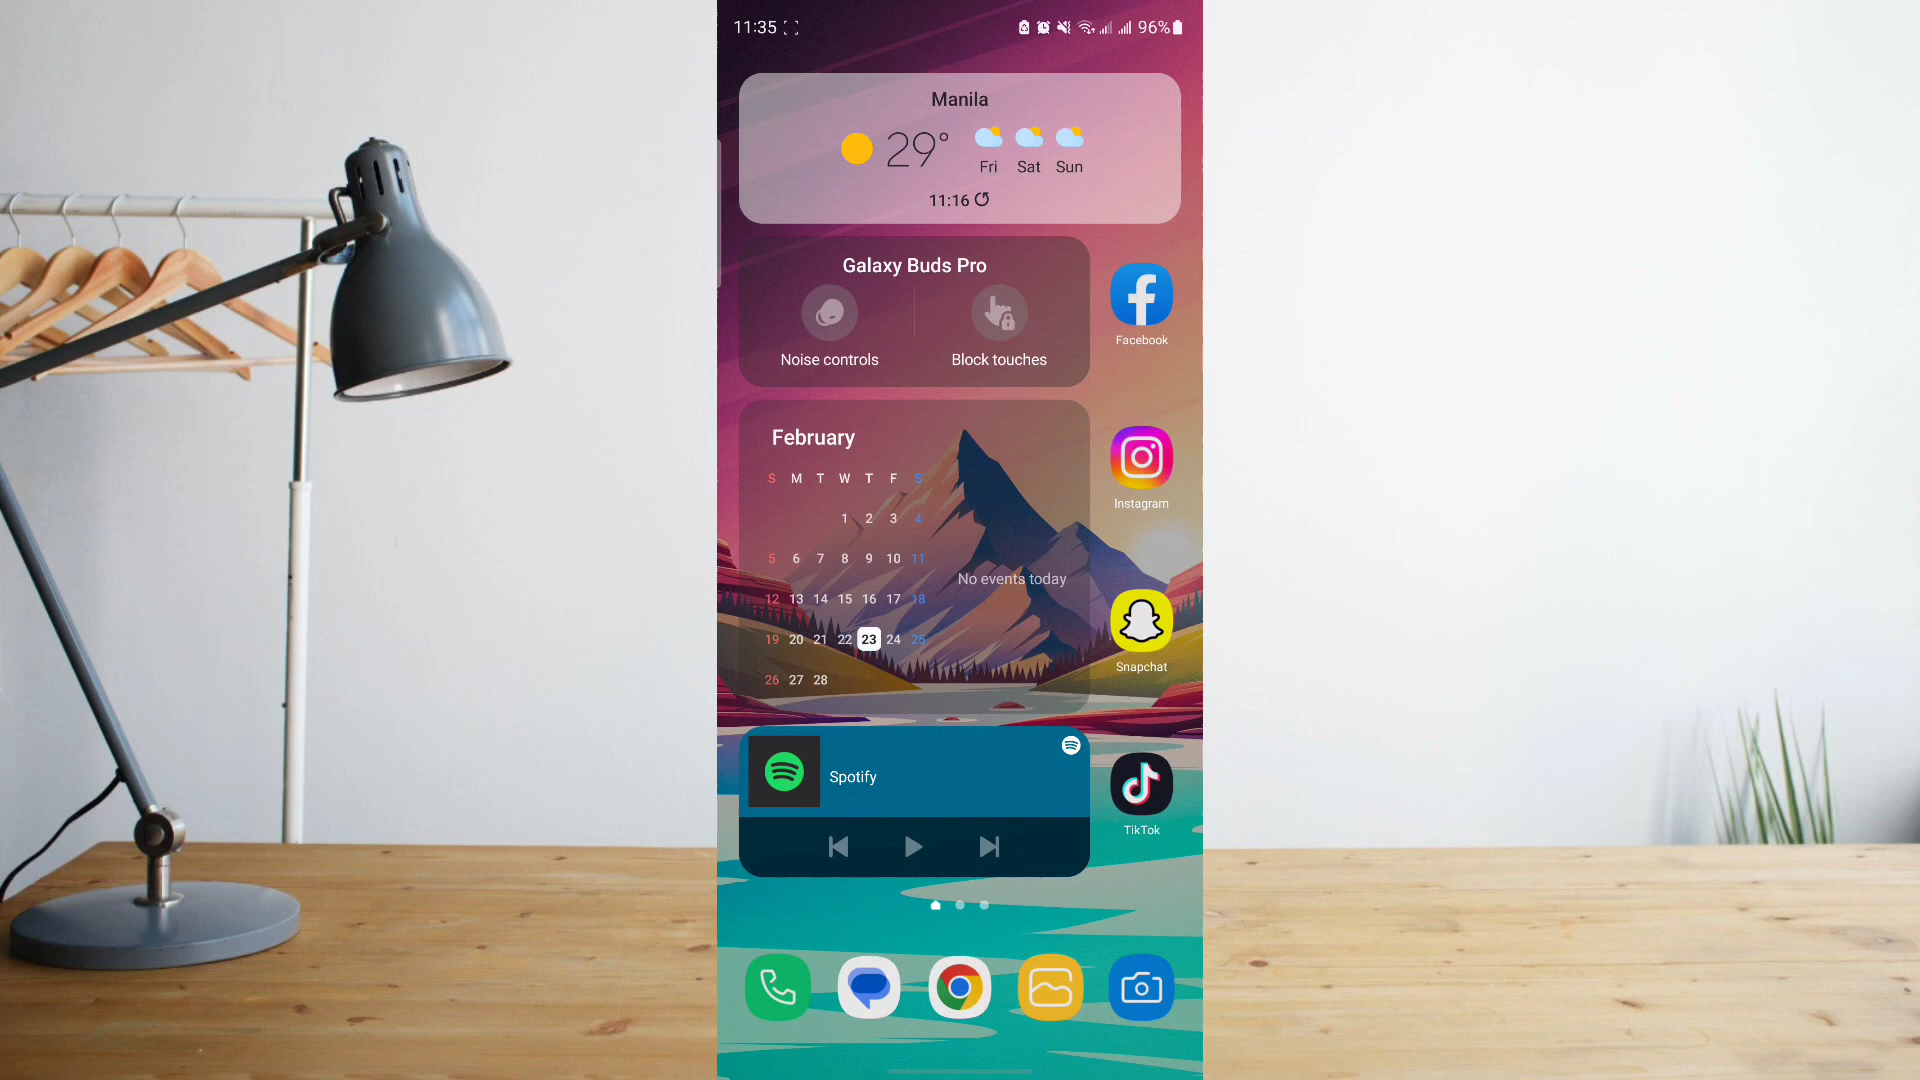 11:35 96%
Manila
29°
Fri Sat Sun
11:16
Galaxy Buds Pro
Noise controls Block touches
Facebook
February
S M T W T F S
1 2 3 4
5 6 7 8 9 10 11
12 13 14 15 16 17 18
19 20 21 22 23 24 25
26 27 28
No events today
Instagram
Snapchat
Spotify
TikTok